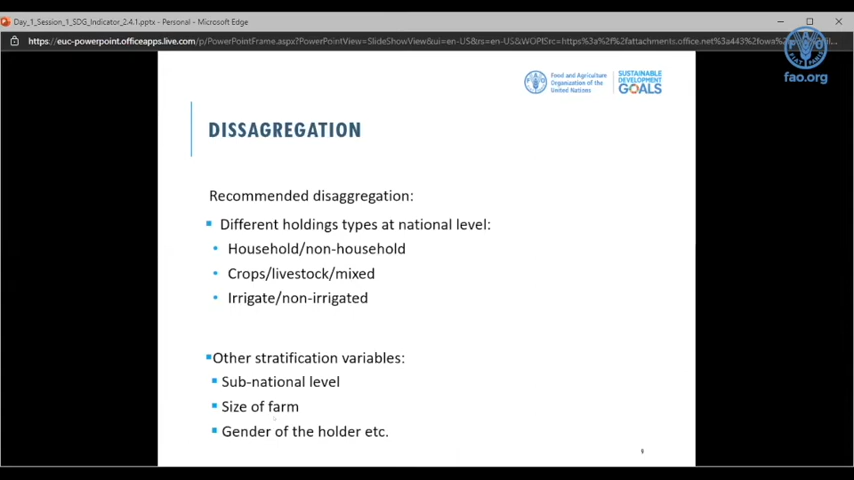 Day_1_Session_1_SDG_Indicator_2.4.1.pptx - Personal - Microsoft Edge
https://euc-powerpoint.officeapps.live.com/p/PowerPointFrame.aspx?PowerPointView=SlideShowView&ui=en-US&rs=en-US&WOPISrc=https%3a%2f%2fattachments.office.net%3a443%2fowa%2
fao.org
Food and Agriculture
Organization of the
United Nations
SUSTAINABLE
DEVELOPMENT
GOALS
DISSAGREGATION
Recommended disaggregation:
Different holdings types at national level:
Household/non-household
Crops/livestock/mixed
Irrigate/non-irrigated
Other stratification variables:
Sub-national level
Size of farm
Gender of the holder etc.